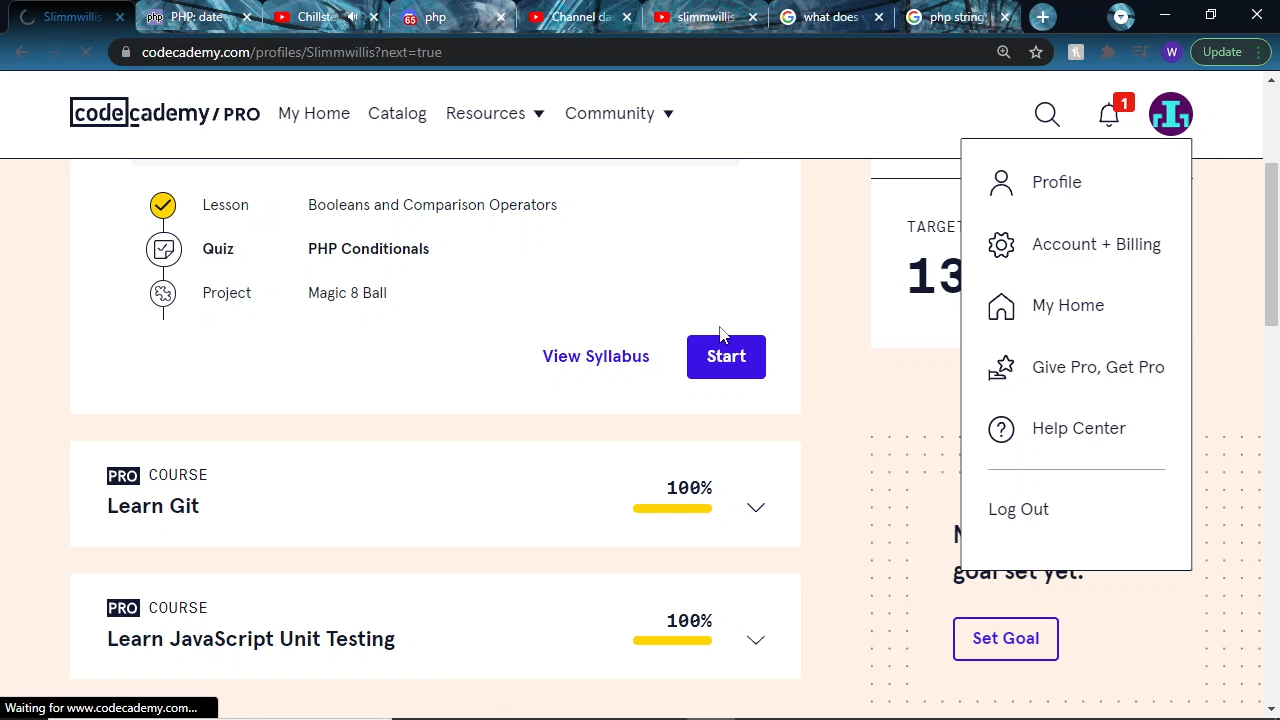 Slimmwillis
php PHP: date
Chillste
65 php
Channel da
slimmwillis
what does
php string
codecademy.com/profiles/Slimmwillis?next=true
W
Update
codecademy/PRO
My Home
Catalog
Resources
Community
1
Lesson
Booleans and Comparison Operators
Quiz
PHP Conditionals
Project
Magic 8 Ball
View Syllabus
Start
TARGET
13
Profile
Account + Billing
My Home
Give Pro, Get Pro
Help Center
Log Out
PRO COURSE
Learn Git
100%
goal set yet.
Set Goal
PRO COURSE
Learn JavaScript Unit Testing
100%
Waiting for www.codecademy.com...